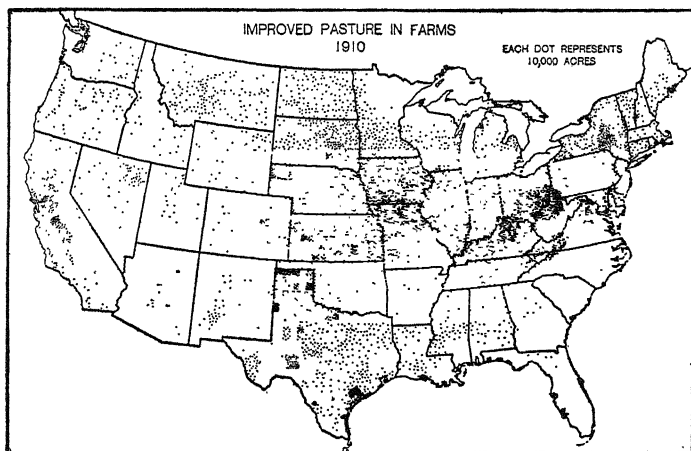 IMPROVED PASTURE IN FARMS
1910
EACH DOT REPRESENTS
10,000 ACRES